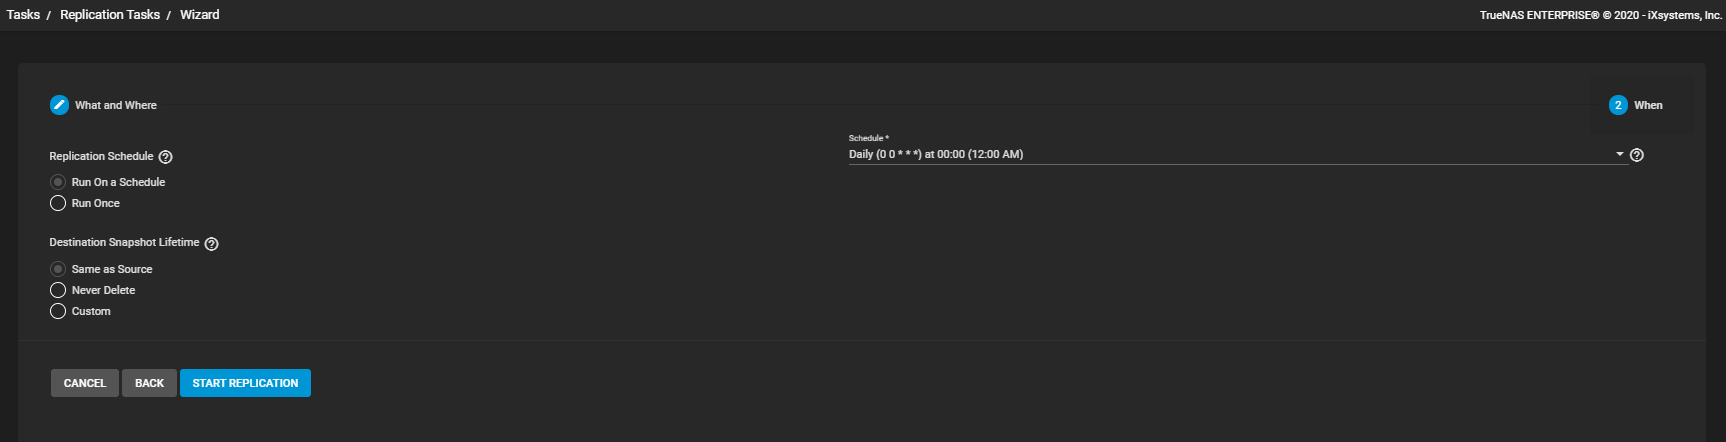 Tasks / Replication Tasks / Wizard
TrueNAS ENTERPRISE® © 2020 - iXsystems, Inc.
What and Where
2 When
Replication Schedule ?
Run On a Schedule
Run Once
Schedule *
Daily (0 0 * * *) at 00:00 (12:00 AM) ?
Destination Snapshot Lifetime ?
Same as Source
Never Delete
Custom
CANCEL BACK START REPLICATION